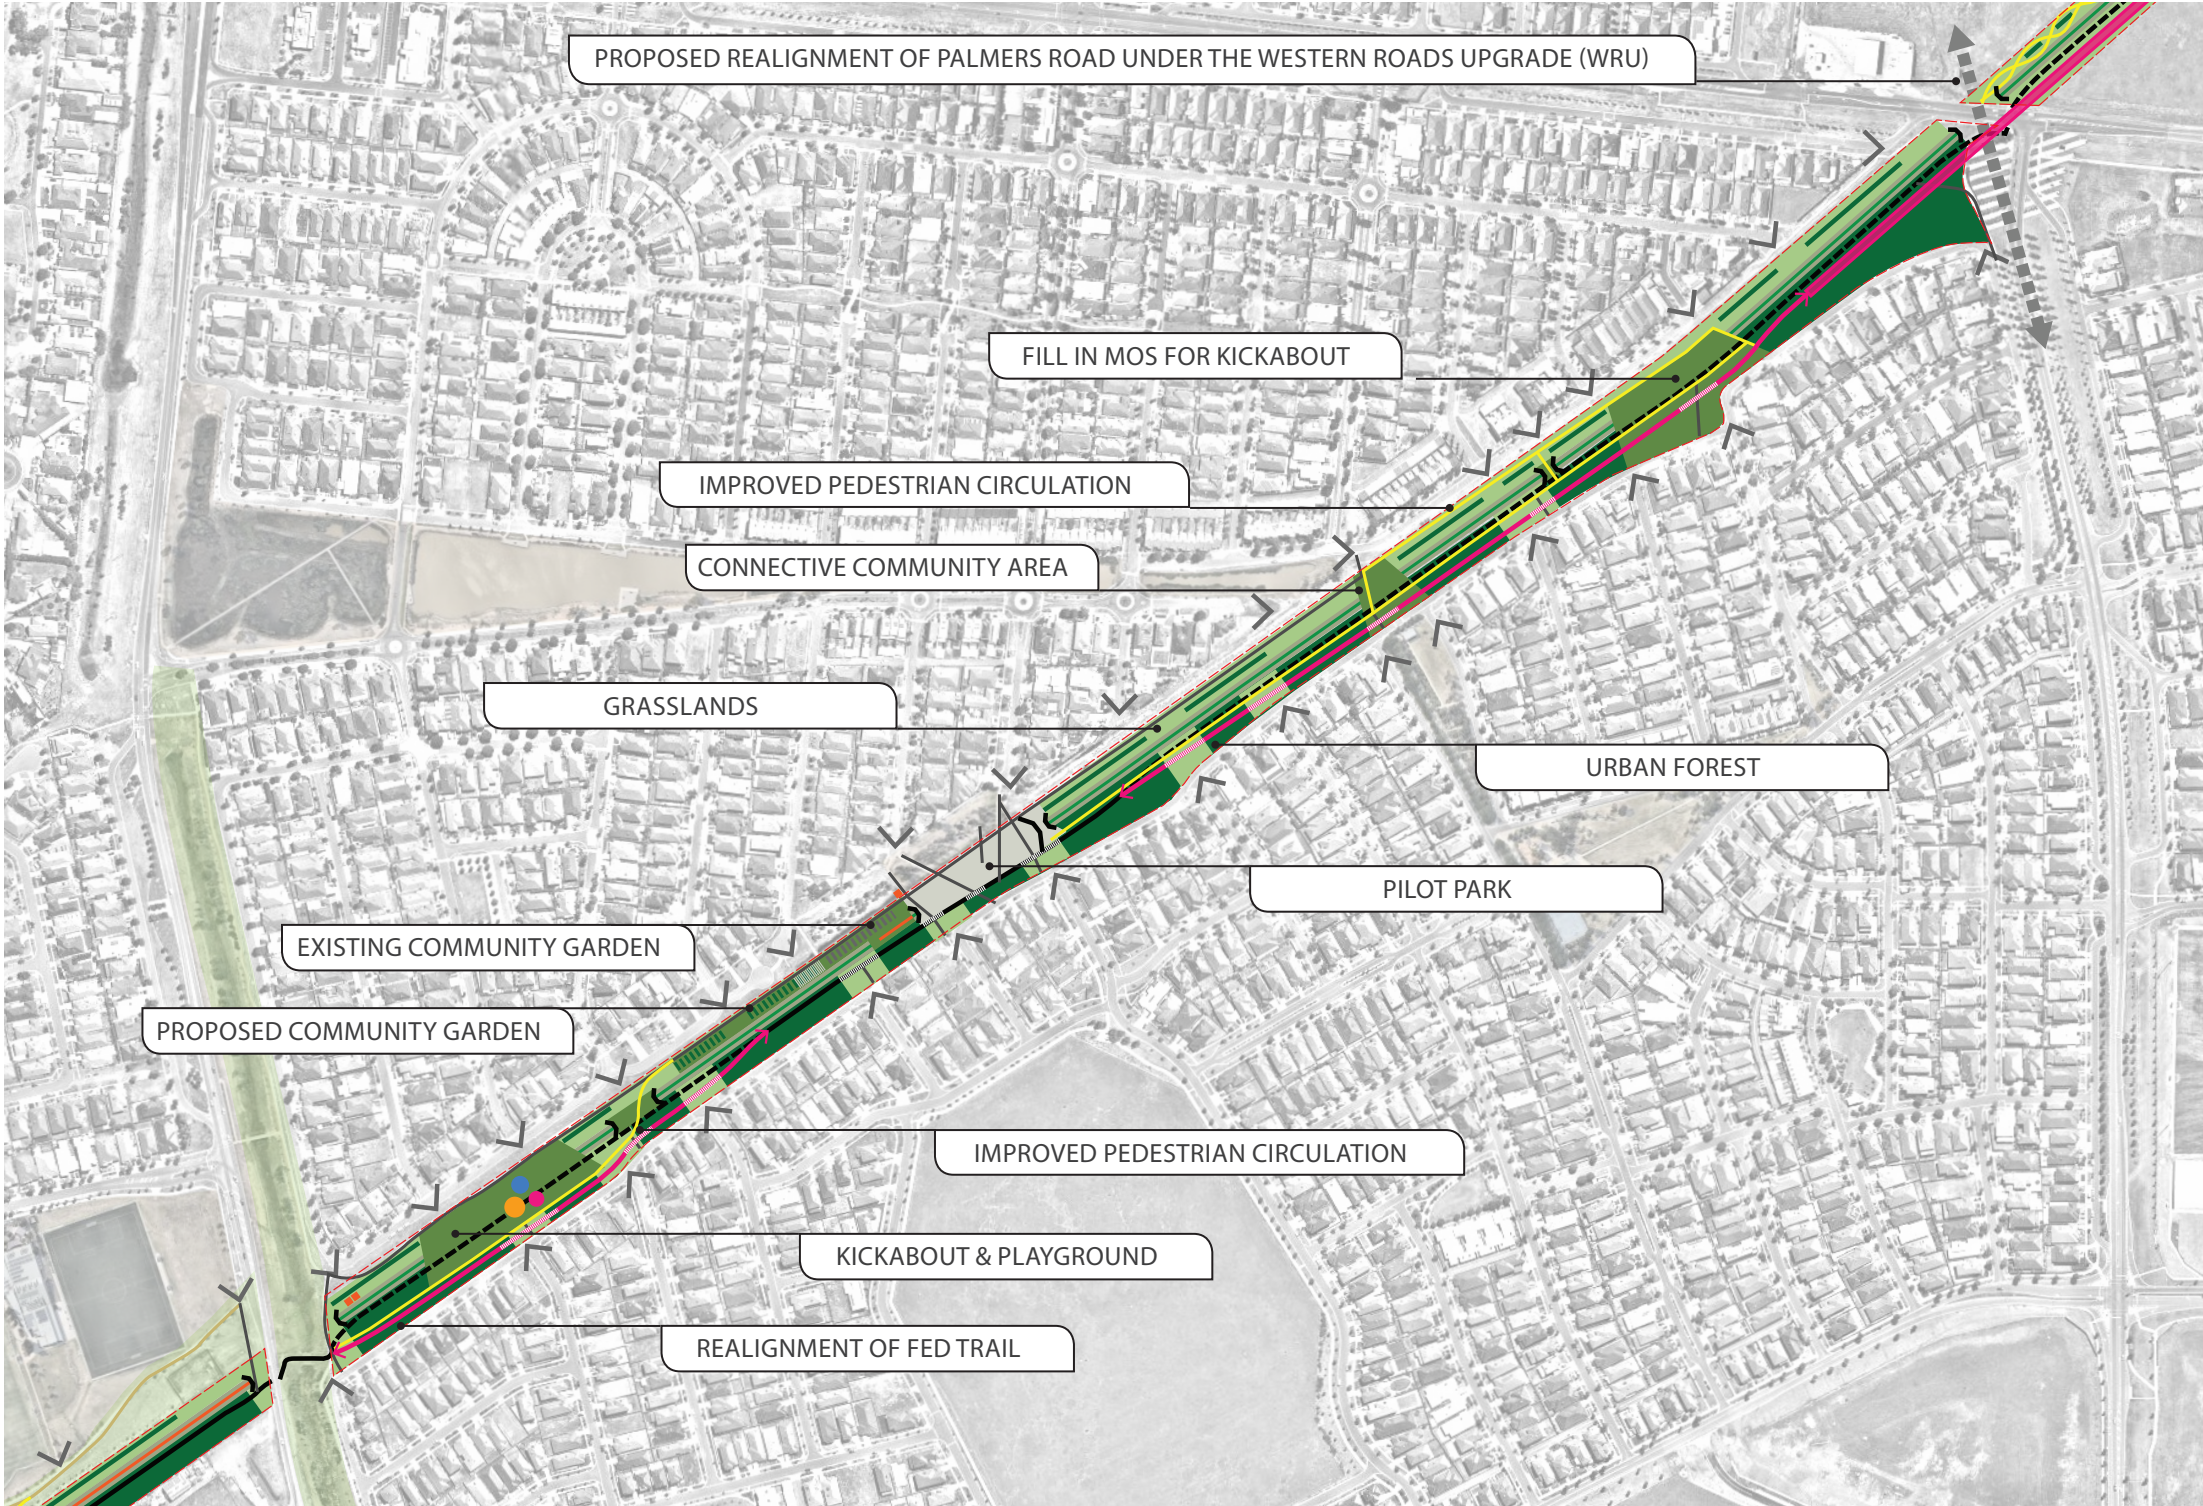 PROPOSED REALIGNMENT OF PALMERS ROAD UNDER THE WESTERN ROADS UPGRADE (WRU)
FILL IN MOS FOR KICKABOUT
IMPROVED PEDESTRIAN CIRCULATION
CONNECTIVE COMMUNITY AREA
GRASSLANDS
URBAN FOREST
PILOT PARK
EXISTING COMMUNITY GARDEN
PROPOSED COMMUNITY GARDEN
IMPROVED PEDESTRIAN CIRCULATION
KICKABOUT & PLAYGROUND
REALIGNMENT OF FED TRAIL